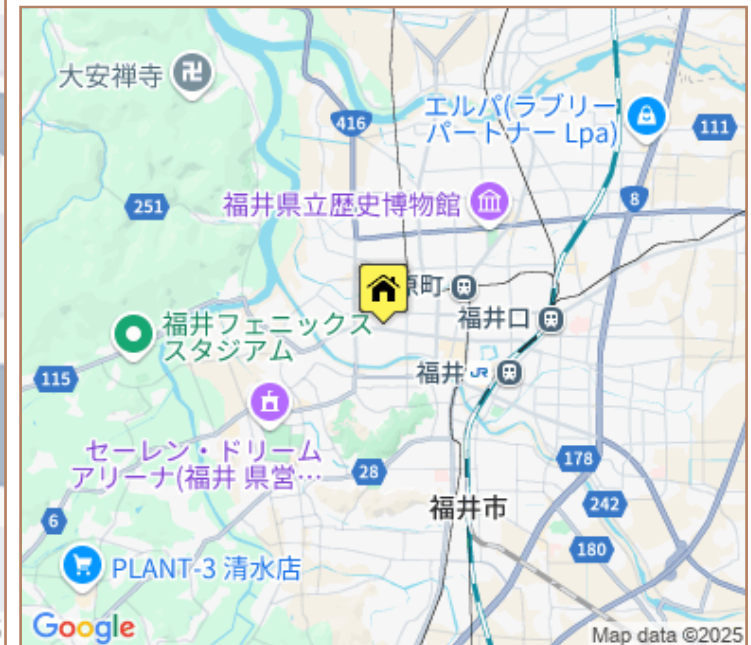 大安禅寺
416
エルパ(ラブリー
パートナー Lpa)
111
251
福井県立歴史博物館
8
原町
福井口
福井フェニックス
スタジアム
115
福井 JR
セーレン・ドリーム
アリーナ(福井 県営…
28
178
福井市
242
6
180
PLANT-3 清水店
Google
Map data ©2025